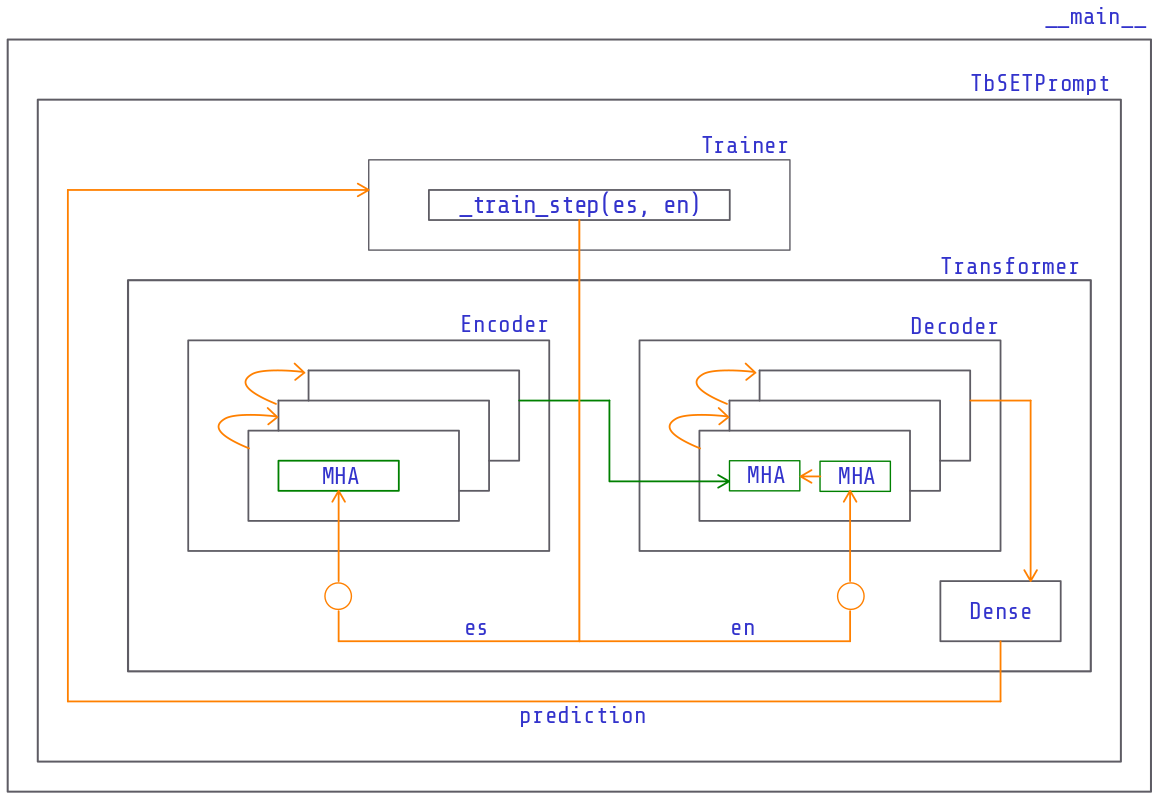 __main__
TbSETPrompt
Trainer
_train_step(es, en)
Transformer
Encoder
Decoder
MHA
MHA
MHA
Dense
es
en
prediction